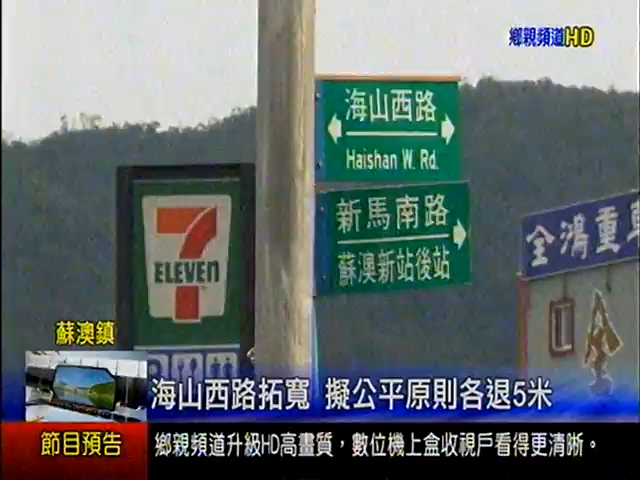 鄉親頻道HD
海山西路
Haishan W. Rd.
新馬南路
蘇澳新站後站
7
ELEVEN
全鴻重車
全
蘇澳鎮
海山西路拓寬 擬公平原則各退5米
節目預告
鄉親頻道升級HD高畫質，數位機上盒收視戶看得更清晰。